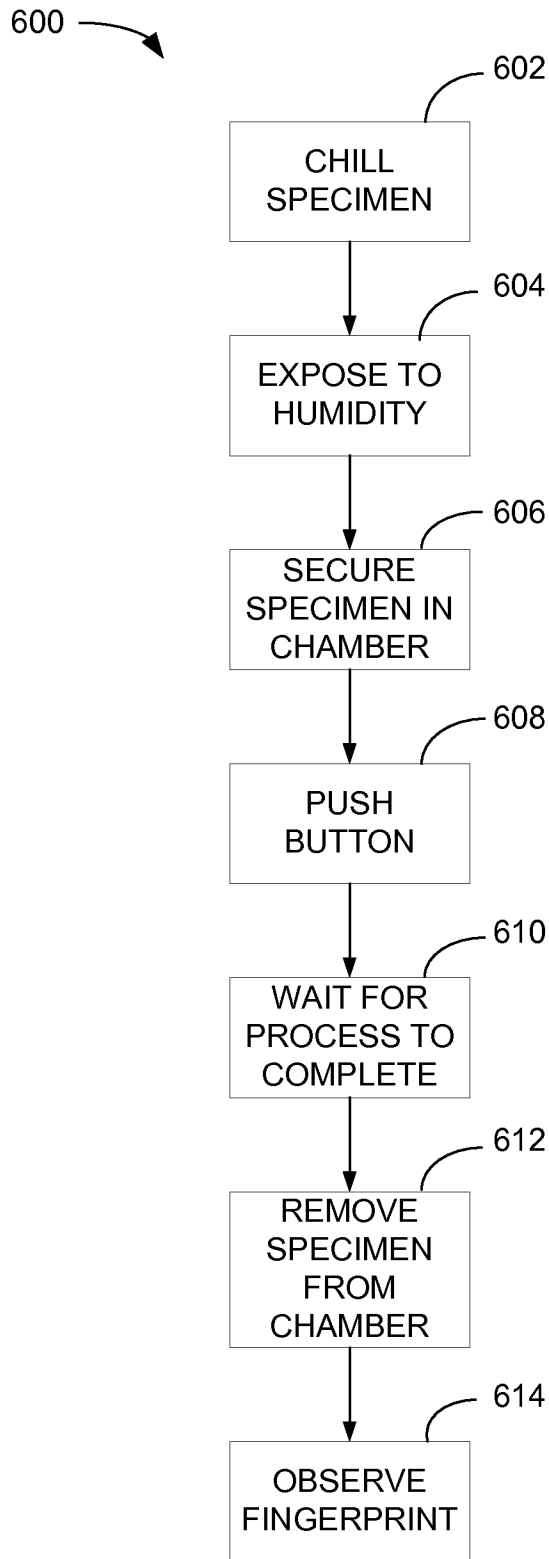 600
602
CHILL
SPECIMEN
604
EXPOSE TO
HUMIDITY
606
SECURE
SPECIMEN IN
CHAMBER
608
PUSH
BUTTON
610
WAIT FOR
PROCESS TO
COMPLETE
612
REMOVE
SPECIMEN
FROM
CHAMBER
614
OBSERVE
FINGERPRINT